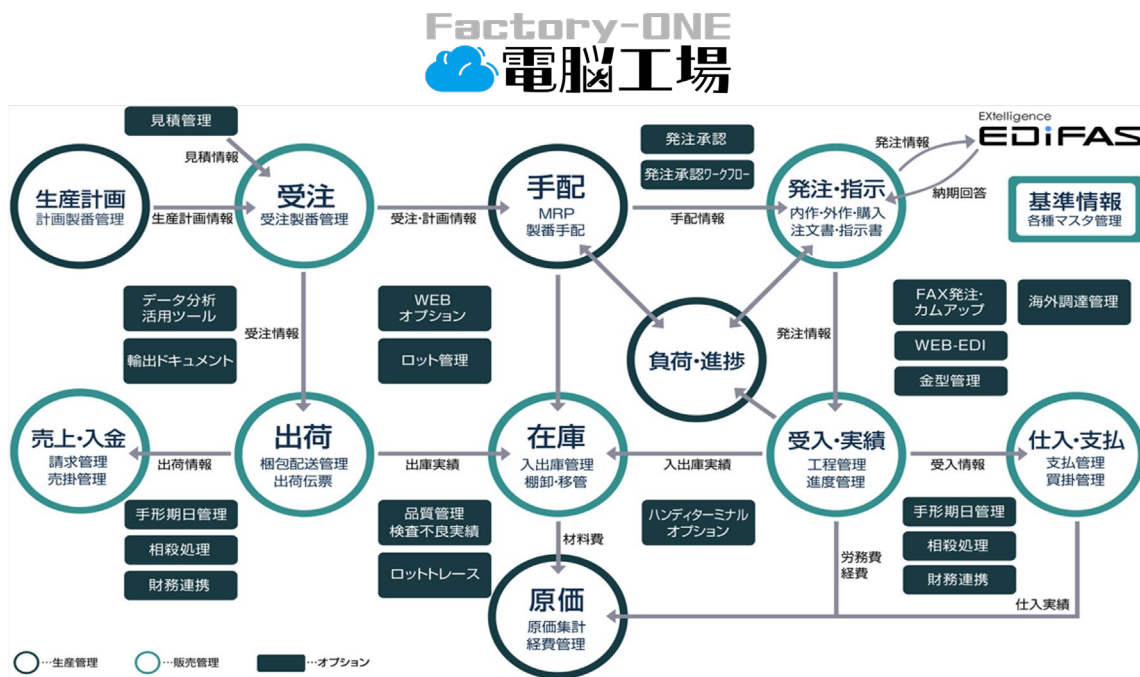 Factory-ONE
電脳工場
見積管理
見積情報
生産計画
計画製番管理
生産計画情報
受注
受注製番管理
受注・計画情報
手配
MRP
製番手配
発注承認
発注承認ワークフロー
手配情報
発注・指示
内作・外作・購入
注文書・指示書
発注情報
納期回答
EXtelligence
EDiFAS
基準情報
各種マスタ管理
データ分析
活用ツール
輸出ドキュメント
受注情報
WEB
オプション
ロット管理
負荷・進捗
発注情報
FAX発注・
カムアップ
WEB-EDI
金型管理
海外調達管理
売上・入金
請求管理
売掛管理
出荷情報
出荷
梱包配送管理
出荷伝票
出庫実績
在庫
入出庫管理
棚卸・移管
入出庫実績
受入・実績
工程管理
進度管理
受入情報
仕入・支払
支払管理
買掛管理
手形期日管理
相殺処理
財務連携
品質管理
検査不良実績
ロットトレース
材料費
ハンディターミナル
オプション
労務費
経費
手形期日管理
相殺処理
財務連携
仕入実績
原価
原価集計
経費管理
…生産管理
…販売管理
…オプション